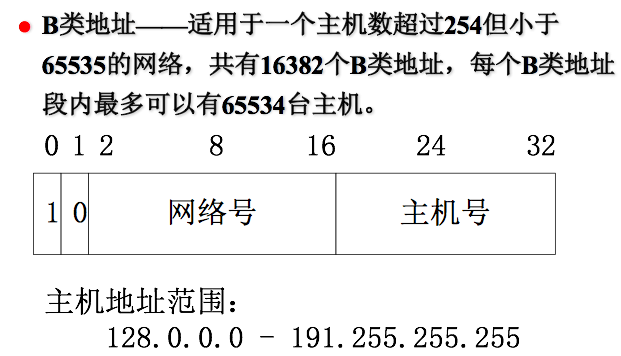 B类地址——适用于一个主机数超过254但小于
65535的网络，共有16382个B类地址，每个B类地址
段内最多可以有65534台主机。
0 1 2 8 16 24 32
1 0 网络号 主机号
主机地址范围：
128.0.0.0 - 191.255.255.255